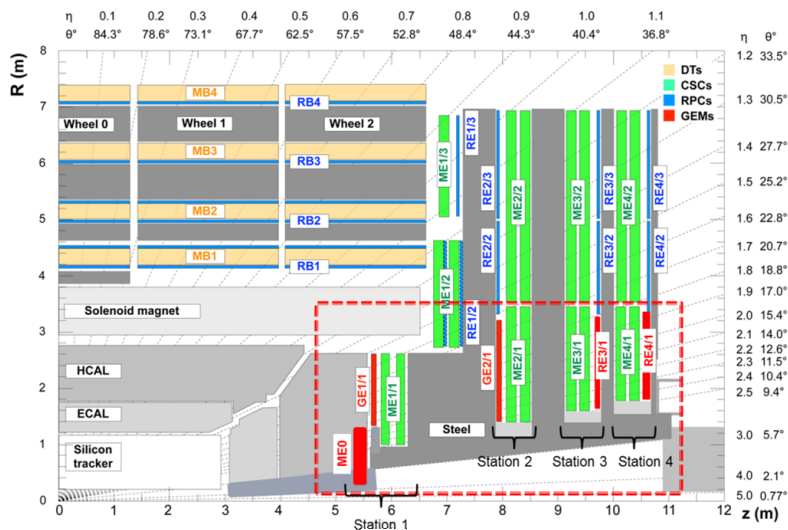 η 0.1 0.2 0.3 0.4 0.5 0.6 0.7 0.8 0.9 1.0 1.1 η θ°
θ° 84.3° 78.6° 73.1° 67.7° 62.5° 57.5° 52.8° 48.4° 44.3° 40.4° 36.8°
R (m)
8
7
6
5
4
3
2
1
0
1.2 33.5°
1.3 30.5°
1.4 27.7°
1.5 25.2°
1.6 22.8°
1.7 20.7°
1.8 18.8°
1.9 17.0°
2.0 15.4°
2.1 14.0°
2.2 12.6°
2.3 11.5°
2.4 10.4°
2.5 9.4°
3.0 5.7°
4.0 2.1°
5.0 0.77°
DTs
CSCs
RPCs
GEMs
MB4
RB4
Wheel 0
Wheel 1
Wheel 2
MB3
RB3
MB2
RB2
MB1
RB1
Solenoid magnet
HCAL
ECAL
Silicon
tracker
Steel
ME1/3
RE1/3
ME1/2
RE1/2
RE2/3
RE2/2
ME2/2
ME3/2
RE3/3
RE3/2
ME4/2
RE4/3
RE4/2
GE1/1
ME1/1
ME0
GE2/1
ME2/1
ME3/1
RE3/1
ME4/1
RE4/1
Station 2
Station 3
Station 4
Station 1
0 1 2 3 4 5 6 7 8 9 10 11 12
z (m)